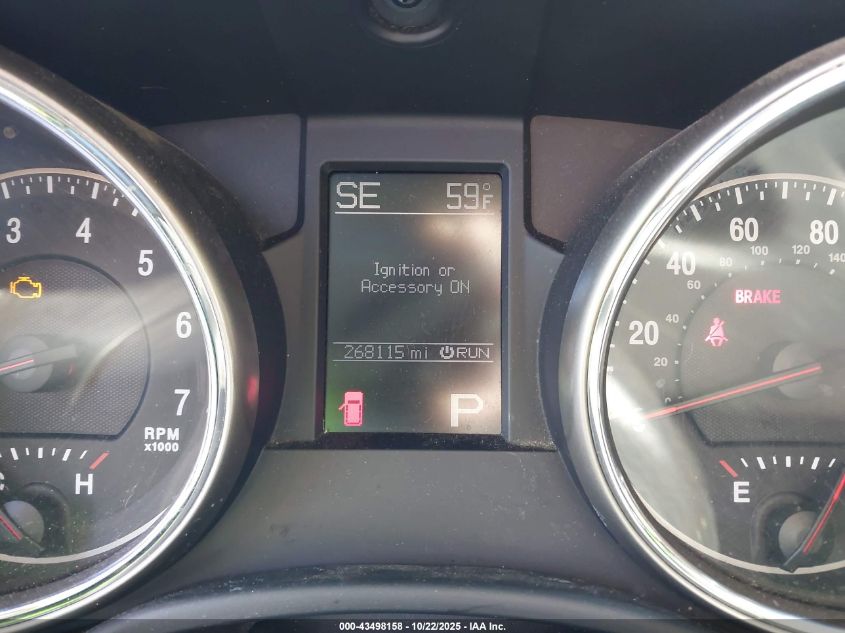 SE 59°F
Ignition or
Accessory ON
268115 mi RUN
P
3 4 5 6 7
RPM
x1000
C H
20 40 60 80
0 20 40 60 80 100 120 140
BRAKE
E
000-43498158 - 10/22/2025 - IAA Inc.